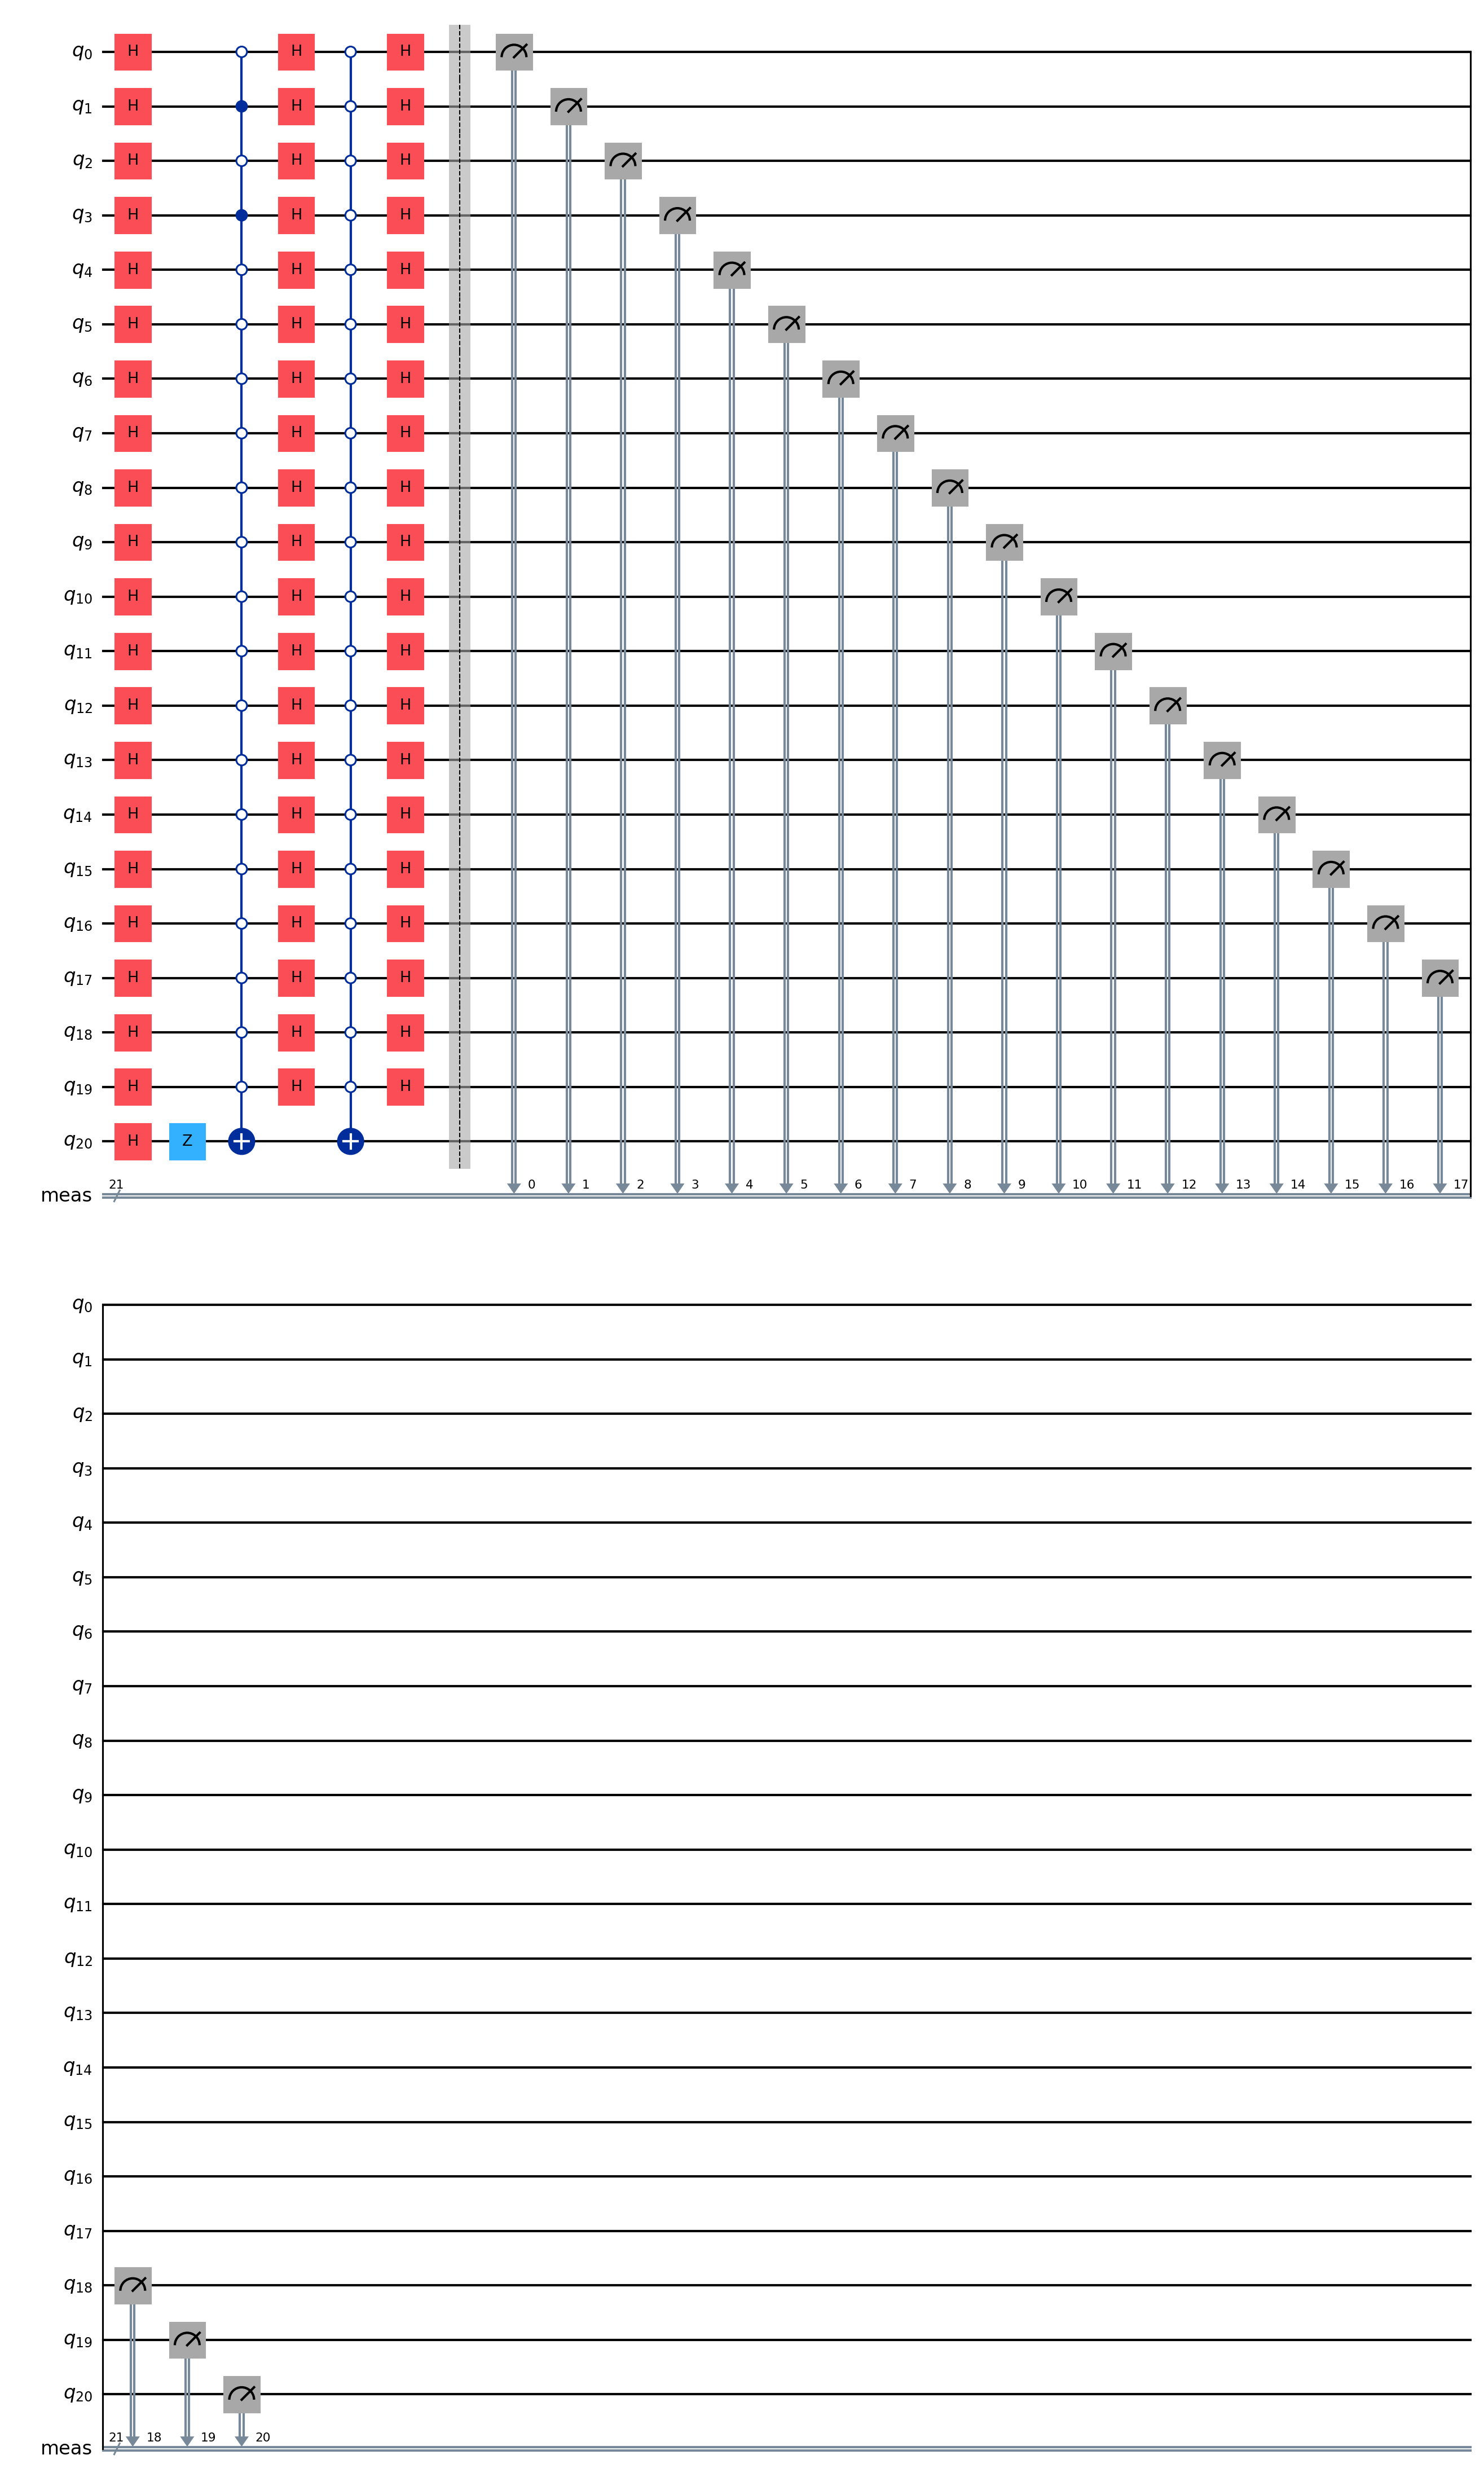 q0 H H H
q1 H H H
q2 H H H
q3 H H H
q4 H H H
q5 H H H
q6 H H H
q7 H H H
q8 H H H
q9 H H H
q10 H H H
q11 H H H
q12 H H H
q13 H H H
q14 H H H
q15 H H H
q16 H H H
q17 H H H
q18 H H H
q19 H H H
q20 H Z
meas 21 0 1 2 3 4 5 6 7 8 9 10 11 12 13 14 15 16 17
q0
q1
q2
q3
q4
q5
q6
q7
q8
q9
q10
q11
q12
q13
q14
q15
q16
q17
q18
q19
q20
meas 21 18 19 20